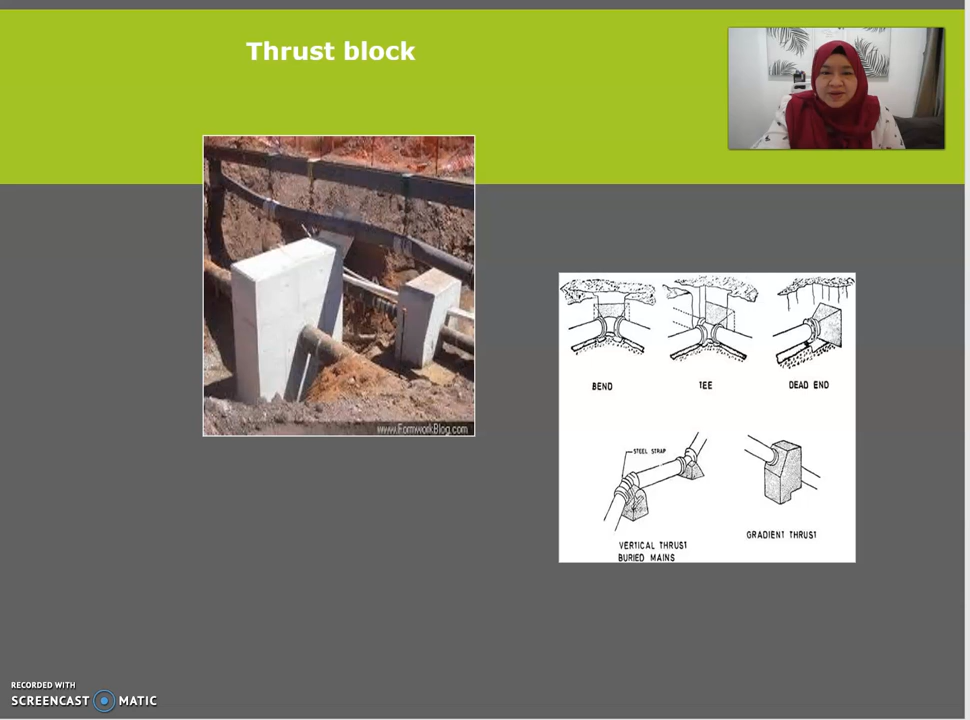 Thrust block
www.FormworkBlog.com
BEND
TEE
DEAD END
STEEL STRAP
VERTICAL THRUST
BURIED MAINS
GRADIENT THRUST
RECORDED WITH
SCREENCAST MATIC